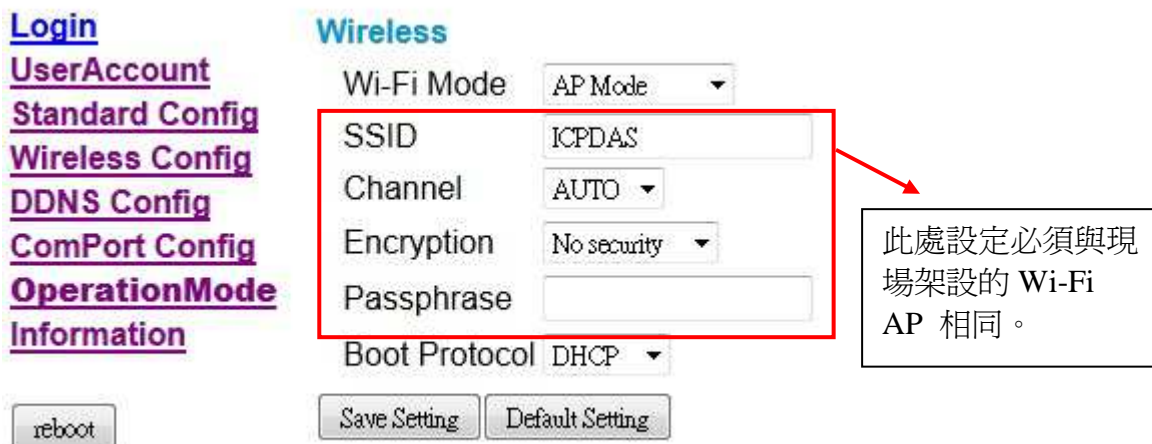 Login
UserAccount
Standard Config
Wireless Config
DDNS Config
ComPort Config
OperationMode
Information
reboot
Wireless
Wi-Fi Mode AP Mode
SSID ICPDAS
Channel AUTO
Encryption No security
Passphrase
Boot Protocol DHCP
Save Setting Default Setting
此處設定必須與現
場架設的 Wi-Fi
AP 相同。